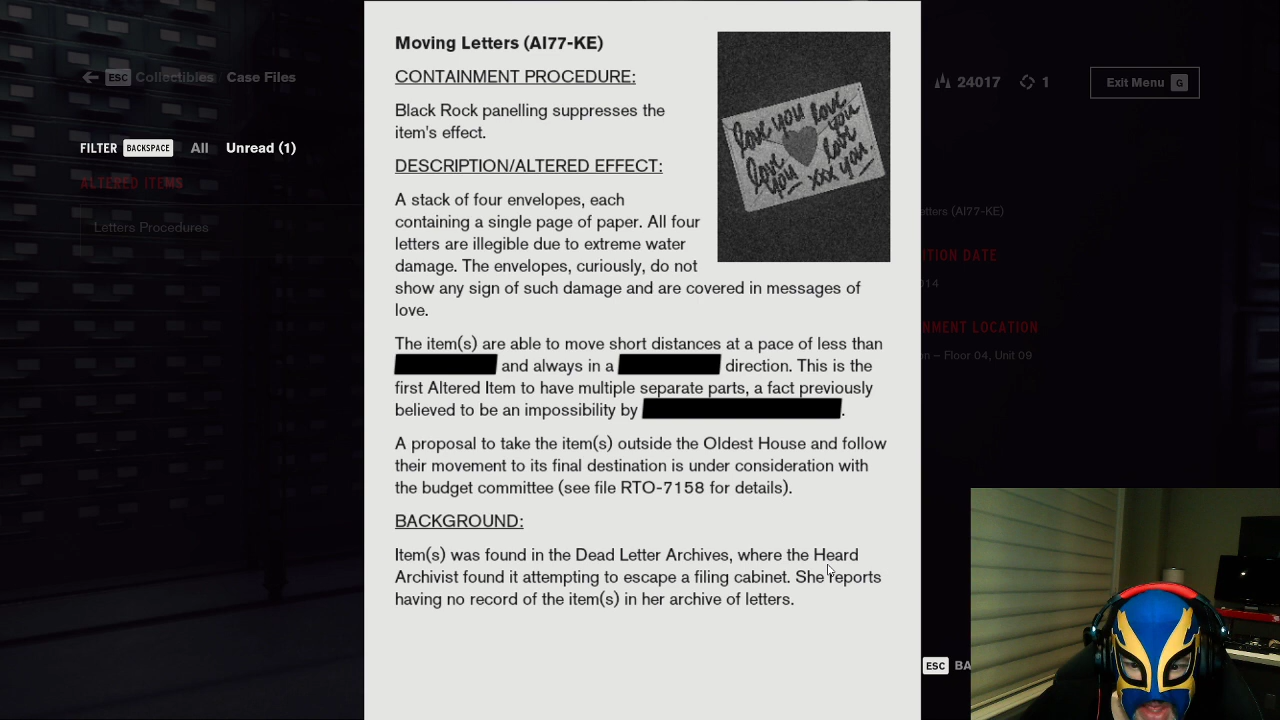 ESC Collectibles Case Files
24017 1 Exit Menu G
FILTER BACKSPACE All Unread (1)
ALTERED ITEMS
Letters Procedures
Moving Letters (AI77-KE)
CONTAINMENT PROCEDURE:
Black Rock panelling suppresses the
item's effect.
DESCRIPTION/ALTERED EFFECT:
A stack of four envelopes, each
containing a single page of paper. All four
letters are illegible due to extreme water
damage. The envelopes, curiously, do not
show any sign of such damage and are covered in messages of
love.
The item(s) are able to move short distances at a pace of less than
and always in a direction. This is the
first Altered Item to have multiple separate parts, a fact previously
believed to be an impossibility by .
A proposal to take the item(s) outside the Oldest House and follow
their movement to its final destination is under consideration with
the budget committee (see file RTO-7158 for details).
BACKGROUND:
Item(s) was found in the Dead Letter Archives, where the Heard
Archivist found it attempting to escape a filing cabinet. She reports
having no record of the item(s) in her archive of letters.
love you love
you
love
you
love
you
xxx
(AI77-KE)
DATE
LOCATION
Floor 04, Unit 09
ESC